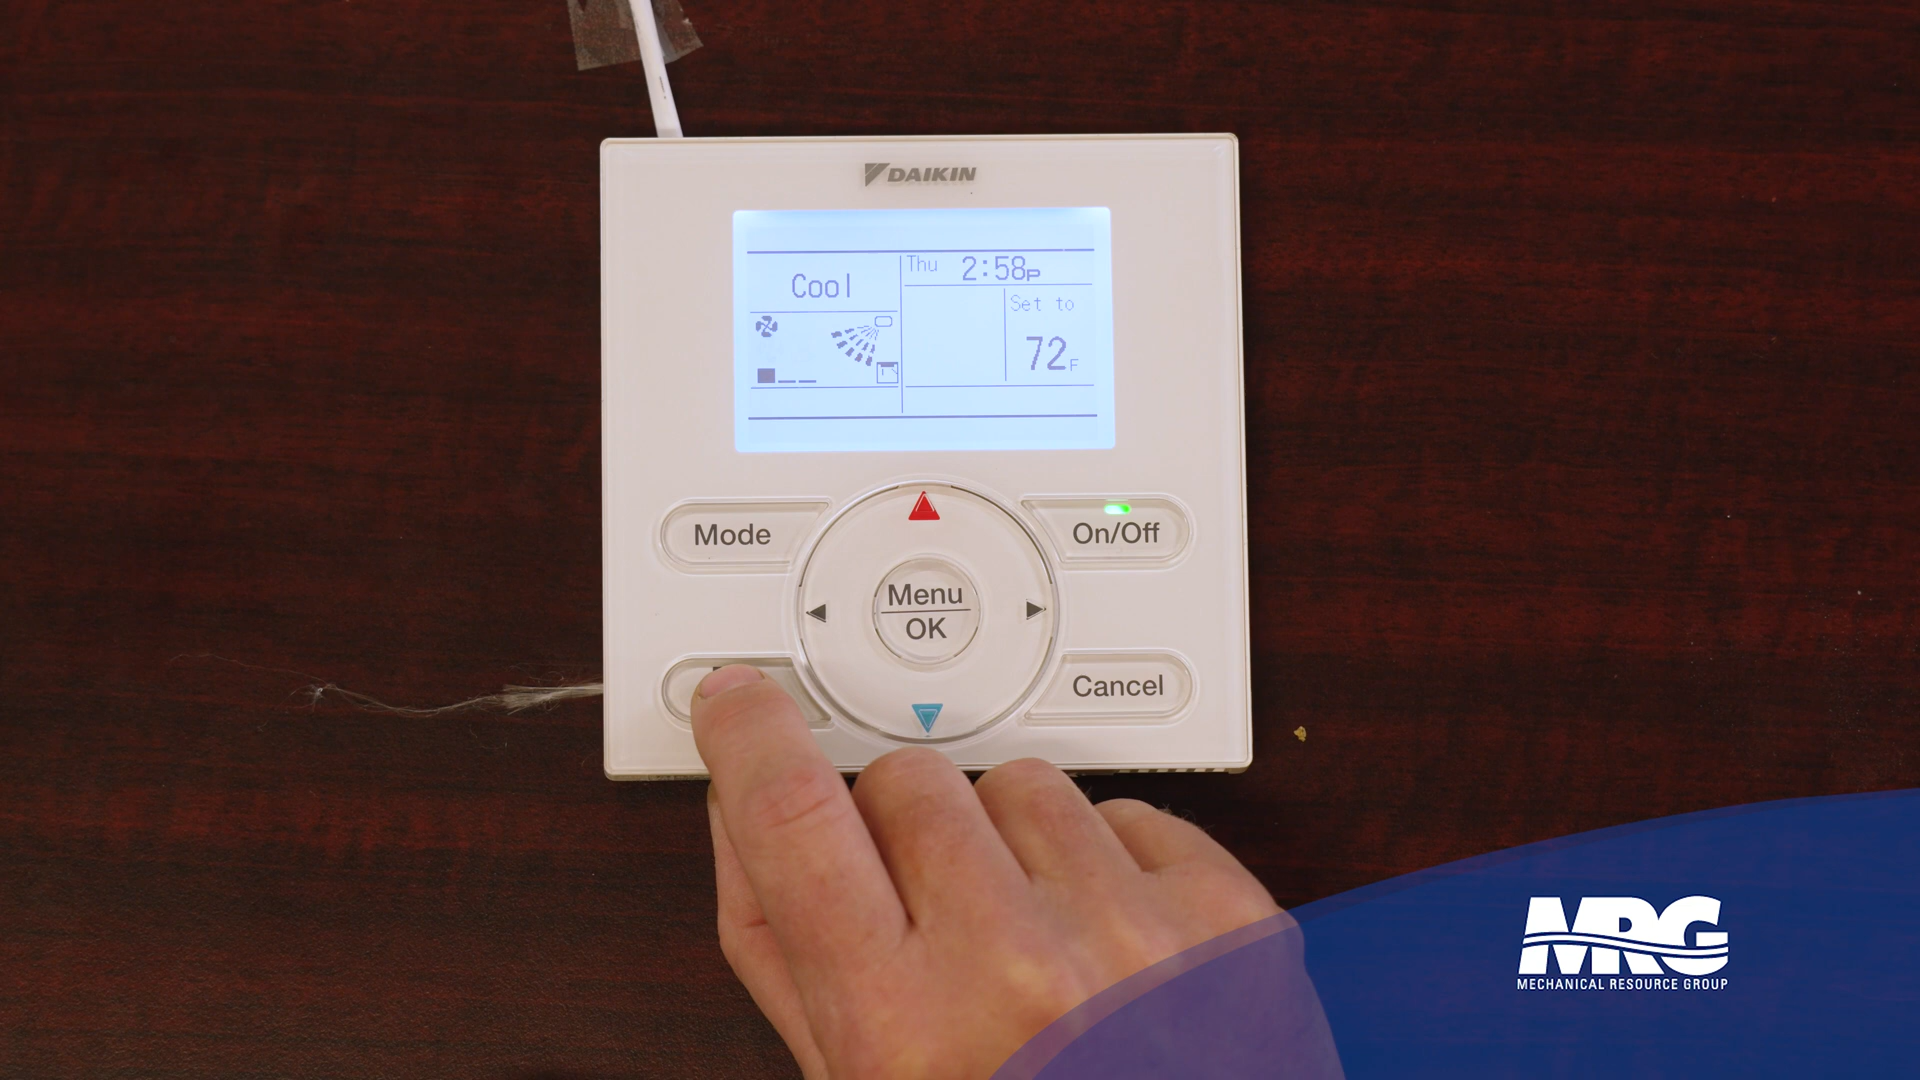 DAIKIN
Cool
Thu 2:58P
Set to
72F
Mode
On/Off
Menu
OK
Cancel
MRG
MECHANICAL RESOURCE GROUP